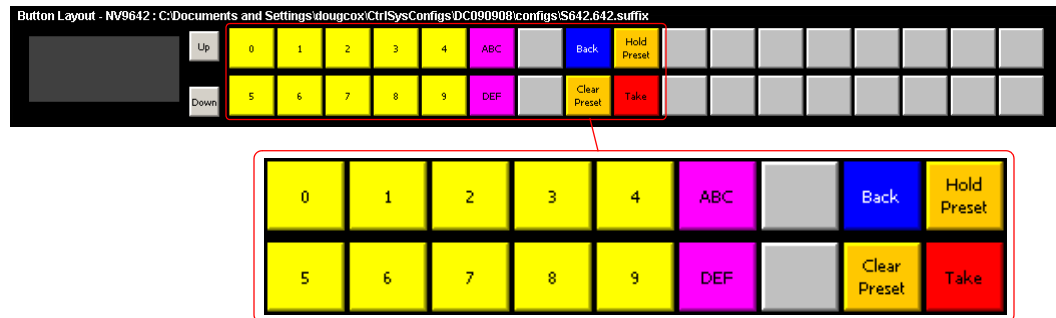 Button Layout - NV9642 : C:\Documents and Settings\dougcox\CtrlSysConfigs\DC090908\configs\S642.642.suffix
Up 0 1 2 3 4 ABC Back Hold Preset
Down 5 6 7 8 9 DEF Clear Preset Take
0 1 2 3 4 ABC Back Hold Preset
5 6 7 8 9 DEF Clear Preset Take